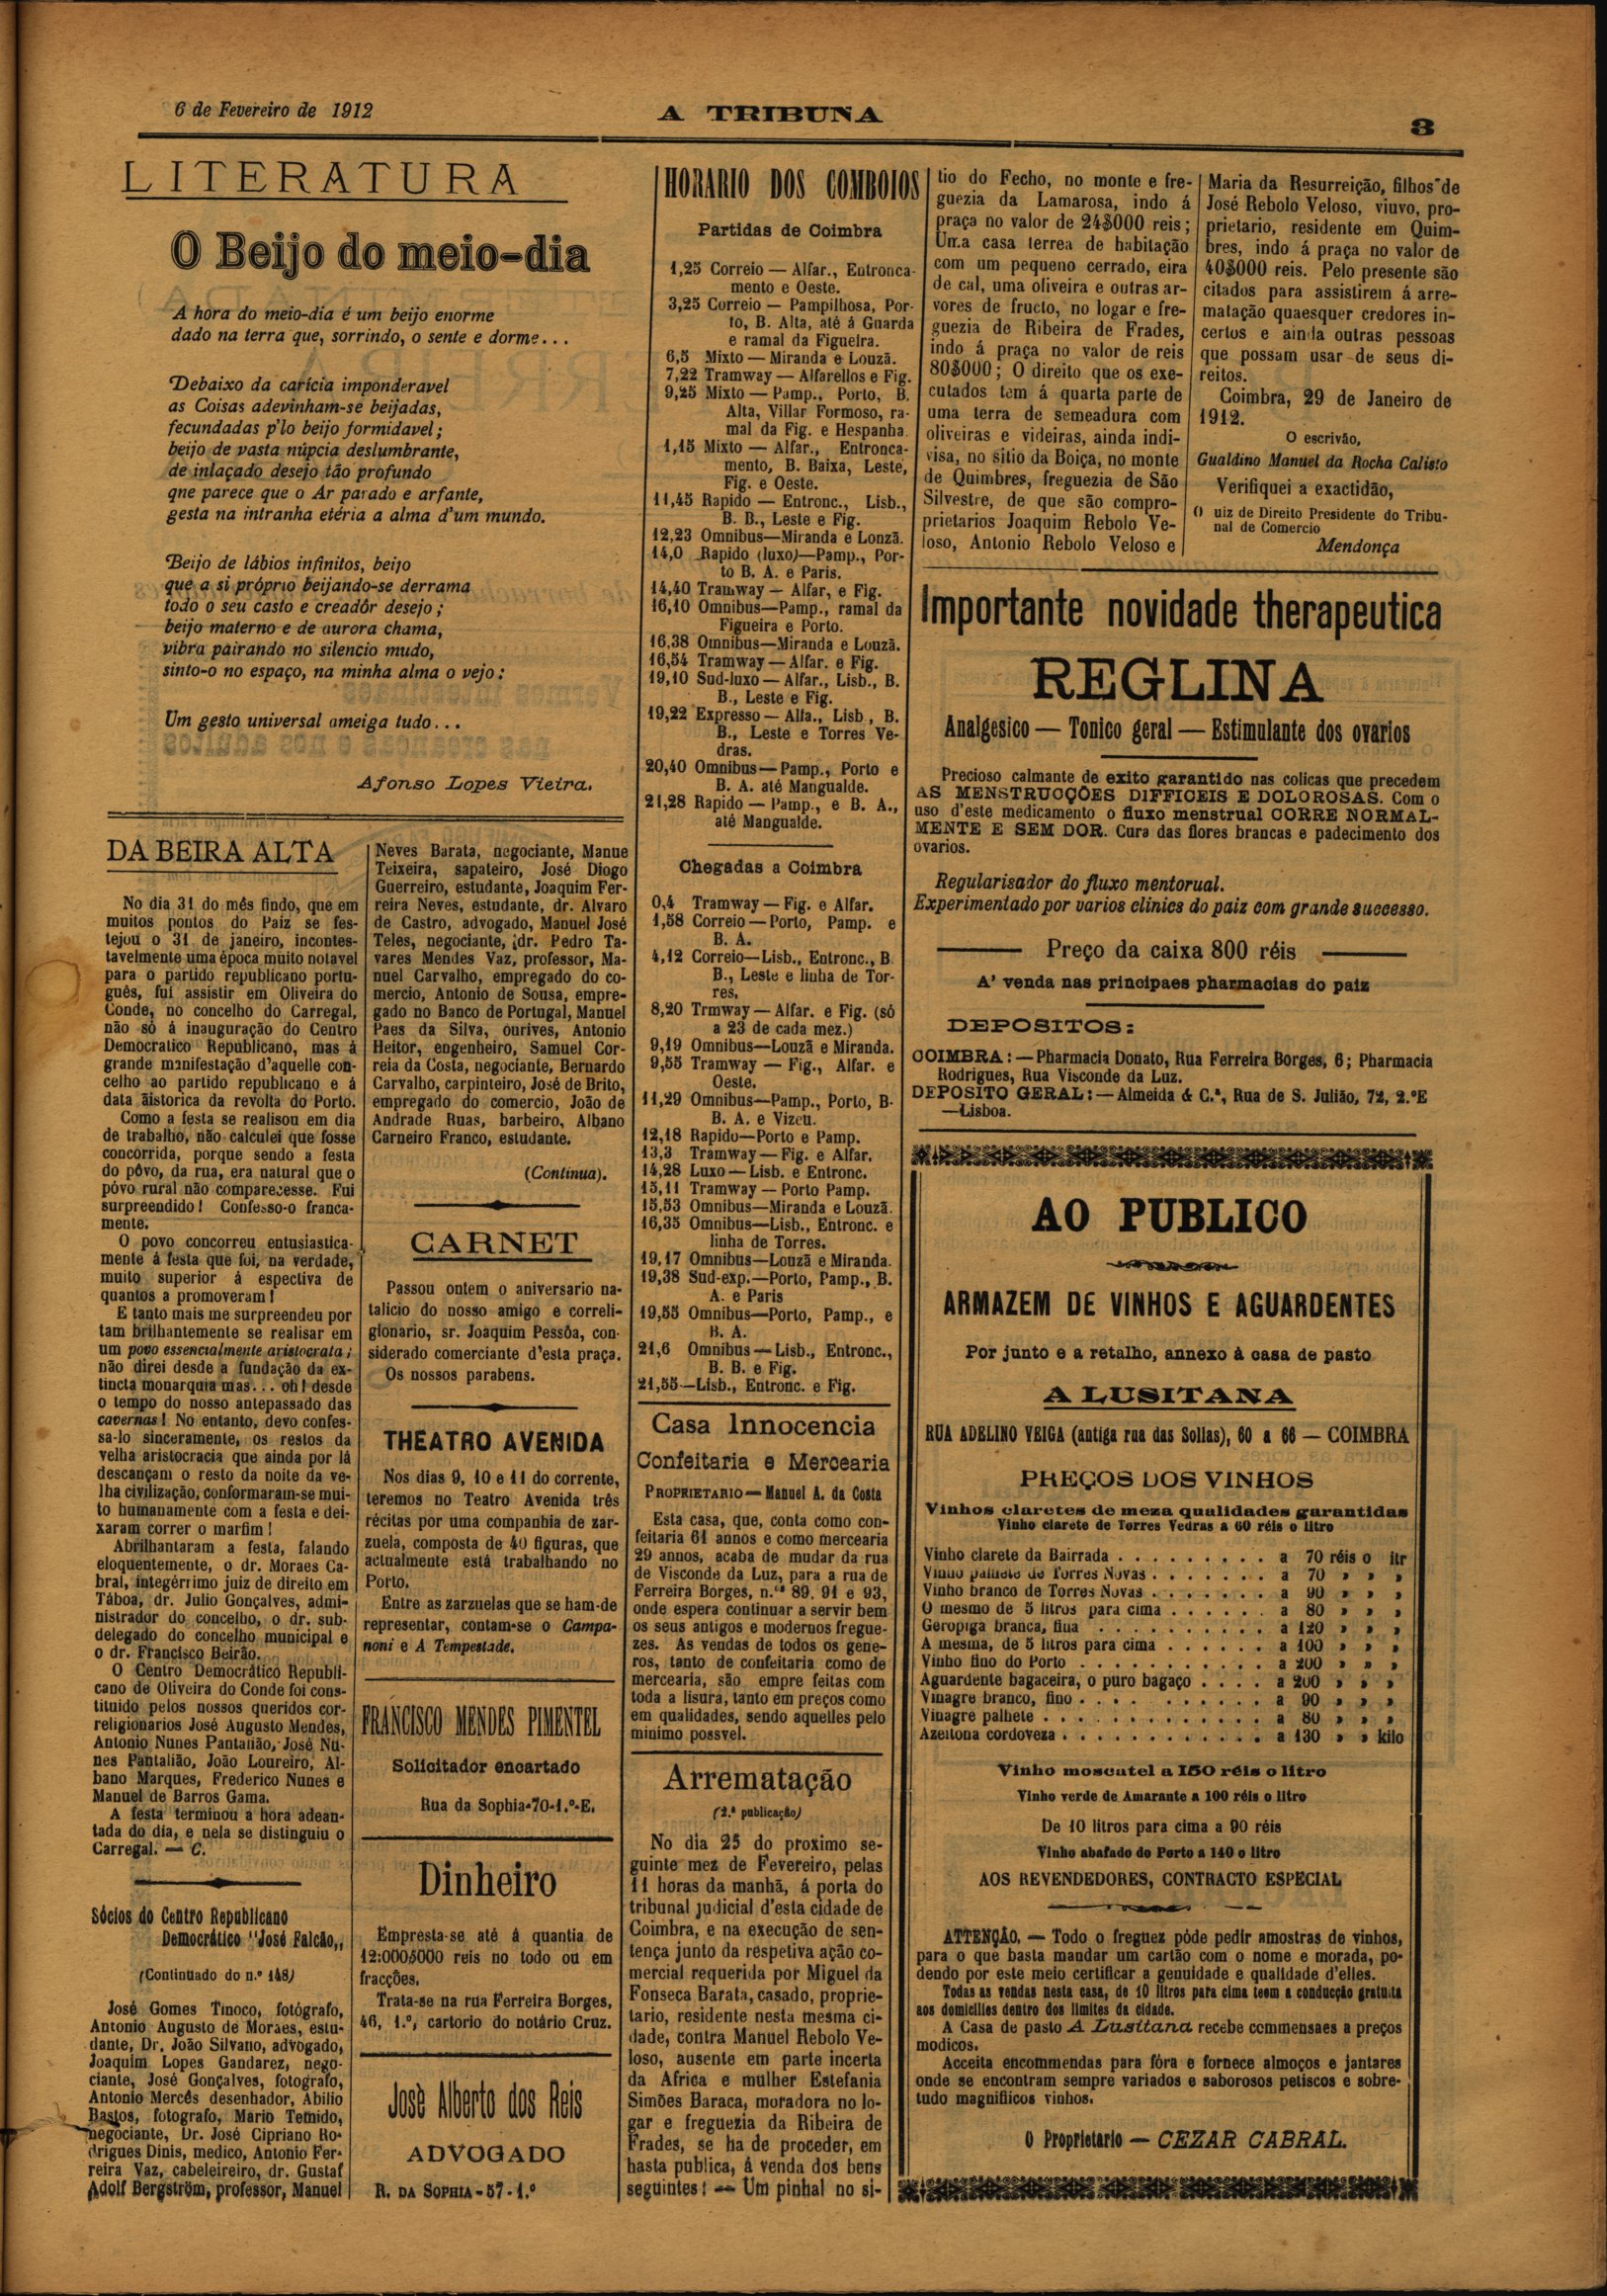 6 de Fevereiro de 1912
A TRIBUNA
3
LITERATURA
O Beijo do meio-dia
A hora do meio-dia é um beijo enorme
dado na terra que, sorrindo, o sente e dorme...
Debaixo da carícia imponderavel
as Coisas adevinham-se beijadas,
fecundadas p'lo beijo formidavel;
beijo de vasta núpcia deslumbrante,
de inlaçado desejo tão profundo
qne parece que o Ar parado e arfante,
gesta na intranha etéria a alma d'um mundo.
Beijo de lábios infinitos, beijo
que a si próprio beijando-se derrama
todo o seu casto e creadôr desejo;
beijo materno e de aurora chama,
vibra pairando no silencio mudo,
sinto-o no espaço, na minha alma o vejo:
Um gesto universal ameiga tudo...
Afonso Lopes Vieira.
DA BEIRA ALTA
No dia 31 do mês findo, que em
muitos pontos do Paiz se fes-
tejou o 31 de janeiro, incontes-
tavelmente uma época muito notavel
para o partido republicano portu-
guês, fui assistir em Oliveira do
Conde, no concelho do Carregal,
não só á inauguração do Centro
Democratico Republicano, mas á
grande manifestação d'aquelle con-
celho ao partido republicano e á
data ãistorica da revolta do Porto.
Como a festa se realisou em dia
de trabalho, não calculei que fosse
concorrida, porque sendo a festa
do pôvo, da rua, era natural que o
póvo rural não comparecesse. Fui
surpreendido! Confesso-o franca-
mente.
O povo concorreu entusiastica-
mente á festa que foi, na verdade,
muito superior á espectiva de
quantos a promoveram!
E tanto mais me surpreendeu por
tam brilhantemente se realisar em
um povo essencialmente aristocrata;
não direi desde a fundação da ex-
tincta monarquia mas... oh! desde
o tempo do nosso antepassado das
cavernas! No entanto, devo confes-
sa-lo sinceramente, os restos da
velha aristocracia que ainda por lá
descançam o resto da noite da ve-
lha civilização, conformaram-se mui-
to humanamente com a festa e dei-
xaram correr o marfim!
Abrilhantaram a festa, falando
eloquentemente, o dr. Moraes Ca-
bral, integérrimo juiz de direito em
Táboa, dr. Julio Gonçalves, admi-
nistrador do concelho, o dr. sub-
delegado do concelho municipal e
o dr. Francisco Beirão.
O Centro Democrático Republi-
cano de Oliveira do Conde foi cons-
tituido pelos nossos queridos cor-
religionarios José Augusto Mendes,
Antonio Nunes Pantalião, José Nu-
nes Pantalião, João Loureiro, Al-
bano Marques, Frederico Nunes e
Manuel de Barros Gama.
A festa terminou a hora adean-
tada do dia, e nela se distinguiu o
Carregal. — C.
Sócios do Centro Republicano
Democrático "José Falcão,,
(Continuado do n.º 148)
José Gomes Tinoco, fotógrafo,
Antonio Augusto de Moraes, estu-
dante, Dr. João Silvano, advogado,
Joaquim Lopes Gandarez, nego-
ciante, José Gonçalves, fotografo,
Antonio Mercês desenhador, Abilio
Bastos, fotografo, Mario Temido,
negociante, Dr. José Cipriano Ro-
drigues Dinis, medico, Antonio Fer-
reira Vaz, cabeleireiro, dr. Gustaf
Adolf Bergström, professor, Manuel
Neves Barata, negociante, Manue
Teixeira, sapateiro, José Diogo
Guerreiro, estudante, Joaquim Fer-
reira Neves, estudante, dr. Alvaro
de Castro, advogado, Manuel José
Teles, negociante, ¡dr. Pedro Ta-
vares Mendes Vaz, professor, Ma-
nuel Carvalho, empregado do co-
mercio, Antonio de Sousa, empre-
gado no Banco de Portugal, Manuel
Paes da Silva, ourives, Antonio
Heitor, engenheiro, Samuel Cor-
reia da Costa, negociante, Bernardo
Carvalho, carpinteiro, José de Brito,
empregado do comercio, João de
Andrade Ruas, barbeiro, Albano
Carneiro Franco, estudante.
(Continua).
CARNET
Passou ontem o aniversario na-
talicio do nosso amigo e correli-
gionario, sr. Joaquim Pessôa, con-
siderado comerciante d'esta praça.
Os nossos parabens.
THEATRO AVENIDA
Nos dias 9, 10 e 11 do corrente,
teremos no Teatro Avenida três
récitas por uma companhia de zar-
zuela, composta de 40 figuras, que
actualmente está trabalhando no
Porto.
Entre as zarzuelas que se ham-de
representar, contam-se o Campa-
noni e A Tempestade.
FRANCISCO MENDES PIMENTEL
Solicitador encartado
Rua da Sophia-70-1.º-E.
Dinheiro
Empresta-se até á quantia de
12:000$000 reis no todo ou em
fracções.
Trata-se na rua Ferreira Borges,
46, 1.º, cartorio do notário Cruz.
Josè Alberto dos Reis
ADVOGADO
R. DA SOPHIA-57-1.º
HORARIO DOS COMBOIOS
Partidas de Coimbra
1,25 Correio — Alfar., Entronca-
mento e Oeste.
3,25 Correio — Pampilhosa, Por-
to, B. Alta, até á Guarda
e ramal da Figueira.
6,5 Mixto — Miranda e Louzã.
7,22 Tramway — Alfarellos e Fig.
9,25 Mixto — Pamp., Porto, B.
Alta, Villar Formoso, ra-
mal da Fig. e Hespanha.
1,15 Mixto — Alfar., Entronca-
mento, B. Baixa, Leste,
Fig. e Oeste.
11,45 Rapido — Entronc., Lisb.,
B. B., Leste e Fig.
12,23 Omnibus—Miranda e Lonzã.
14,0 Rapido (luxo)—Pamp., Por-
to B. A. e Paris.
14,40 Tramway — Alfar, e Fig.
16,10 Omnibus—Pamp., ramal da
Figueira e Porto.
16,38 Omnibus—Miranda e Louzã.
16,54 Tramway — Alfar. e Fig.
19,10 Sud-luxo — Alfar., Lisb., B.
B., Leste e Fig.
19,22 Expresso — Alfa., Lisb., B.
B., Leste e Torres Ve-
dras.
20,40 Omnibus—Pamp., Porto e
B. A. até Mangualde.
21,28 Rapido — Pamp., e B. A.,
até Mangualde.
Chegadas a Coimbra
0,4 Tramway — Fig. e Alfar.
1,58 Correio — Porto, Pamp. e
B. A.
4,12 Correio—Lisb., Entronc., B.
B., Leste e linha de Tor-
res.
8,20 Trmway — Alfar. e Fig. (só
a 23 de cada mez.)
9,19 Omnibus—Louzã e Miranda.
9,55 Tramway — Fig., Alfar. e
Oeste.
11,29 Omnibus—Pamp., Porto, B.
B. A. e Vizeu.
12,18 Rapido—Porto e Pamp.
13,3 Tramway—Fig. e Alfar.
14,28 Luxo — Lisb. e Entronc.
15,11 Tramway — Porto Pamp.
15,53 Omnibus—Miranda e Louzã.
16,35 Omnibus—Lisb., Entronc. e
linha de Torres.
19,17 Omnibus—Louzã e Miranda.
19,38 Sud-exp.—Porto, Pamp., B.
A. e Paris
19,55 Omnibus—Porto, Pamp., e
B. A.
21,6 Omnibus — Lisb., Entronc.,
B. B. e Fig.
21,55—Lisb., Entronc. e Fig.
Casa Innocencia
Confeitaria e Mercearia
PROPRIETARIO — Manuel A. da Costa
Esta casa, que, conta como con-
feitaria 61 annos e como mercearia
29 annos, acaba de mudar da rua
de Visconde da Luz, para a rua de
Ferreira Borges, n.os 89, 91 e 93,
onde espera continuar a servir bem
os seus antigos e modernos fregue-
zes. As vendas de todos os gene-
ros, tanto de confeitaria como de
mercearia, são empre feitas com
toda a lisura, tanto em preços como
em qualidades, sendo aquelles pelo
minimo possvel.
Arrematação
(2.ª publicação)
No dia 25 do proximo se-
guinte mez de Fevereiro, pelas
11 horas da manhã, á porta do
tribunal judicial d'esta cidade de
Coimbra, e na execução de sen-
tença junto da respetiva ação co-
mercial requerida por Miguel da
Fonseca Barata, casado, proprie-
tario, residente nesta mesma ci-
dade, contra Manuel Rebolo Ve-
loso, ausente em parte incerta
da Africa e mulher Estefania
Simões Baraca, moradora no lo-
gar e freguezia da Ribeira de
Frades, se ha de proceder, em
hasta publica, á venda dos bens
seguintes: — Um pinhal no si-
tio do Fecho, no monte e fre-
guezia da Lamarosa, indo á
praça no valor de 24$000 reis;
Uma casa terrea de habitação
com um pequeno cerrado, eira
de cal, uma oliveira e outras ar-
vores de fructo, no logar e fre-
guezia de Ribeira de Frades,
indo á praça no valor de reis
80$000; O direito que os exe-
cutados tem á quarta parte de
uma terra de semeadura com
oliveiras e videiras, ainda indi-
visa, no sitio da Boiça, no monte
de Quimbres, freguezia de São
Silvestre, de que são compro-
prietarios Joaquim Rebolo Ve-
loso, Antonio Rebolo Veloso e
Maria da Resurreição, filhos de
José Rebolo Veloso, viuvo, pro-
prietario, residente em Quim-
bres, indo á praça no valor de
40$000 reis. Pelo presente são
citados para assistirem á arre-
matação quaesquer credores in-
certos e ainda outras pessoas
que possam usar de seus di-
reitos.
Coimbra, 29 de Janeiro de
1912.
O escrivão,
Gualdino Manuel da Rocha Calisto
Verifiquei a exactidão,
O uiz de Direito Presidente do Tribu-
nal de Comercio
Mendonça
Importante novidade therapeutica
REGLINA
Analgesico — Tonico geral — Estimulante dos ovarios
Precioso calmante de exito garantido nas colicas que precedem
AS MENSTRUOÇÕES DIFFICEIS E DOLOROSAS. Com o
uso d'este medicamento o fluxo menstrual CORRE NORMAL-
MENTE E SEM DOR. Cura das flores brancas e padecimento dos
ovarios.
Regularisador do fluxo mentorual.
Experimentado por varios clinics do paiz com grande successo.
Preço da caixa 800 réis
A' venda nas principaes pharmacias do paiz
DEPOSITOS:
COIMBRA: — Pharmacia Donato, Rua Ferreira Borges, 6; Pharmacia
Rodrigues, Rua Visconde da Luz.
DEPOSITO GERAL: — Almeida & C.ª, Rua de S. Julião, 72, 2.ºE
—Lisboa.
AO PUBLICO
ARMAZEM DE VINHOS E AGUARDENTES
Por junto e a retalho, annexo á casa de pasto
A LUSITANA
RUA ADELINO VEIGA (antiga rua das Sollas), 60 a 66 — COIMBRA
PREÇOS DOS VINHOS
Vinhos claretes de meza qualidades garantidas
Vinho clarete de Torres Vedras a 60 réis o litro
Vinho clarete da Bairrada . . . . . . . . . a 70 réis o itr
Vinho palhete de Torres Novas . . . . . . . a 70 » » »
Vinho branco de Torres Novas . . . . . . . a 90 » » »
O mesmo de 5 litros para cima . . . . . . a 80 » » »
Geropiga branca, fiua . . . . . . . . . . a 120 » » »
A mesma, de 5 litros para cima . . . . . . a 100 » » »
Vinho fino do Porto . . . . . . . . . . . a 200 » » »
Aguardente bagaceira, o puro bagaço . . . . a 200 » » »
Vinagre branco, fino . . . . . . . . . . a 90 » » »
Vinagre palhete . . . . . . . . . . . . a 80 » » »
Azeitona cordoveza . . . . . . . . . . . a 130 » » kilo
Vinho moscatel a 150 réis o litro
Vinho verde de Amarante a 100 réis o litro
De 10 litros para cima a 90 réis
Vinho abafado do Porto a 140 o litro
AOS REVENDEDORES, CONTRACTO ESPECIAL
ATTENÇÃO. — Todo o freguez póde pedir amostras de vinhos,
para o que basta mandar um cartão com o nome e morada, po-
dendo por este meio certificar a genuidade e qualidade d'elles.
Todas as vendas nesta casa, de 10 litros para cima teem a conducção gratuita
aos domicilies dentro dos limites da cidade.
A Casa de pasto A Lusitana recebe commensaes a preços
modicos.
Acceita encommendas para fóra e fornece almoços e jantares
onde se encontram sempre variados e saborosos petiscos e sobre-
tudo magnificos vinhos.
O Proprietario — CEZAR CABRAL.